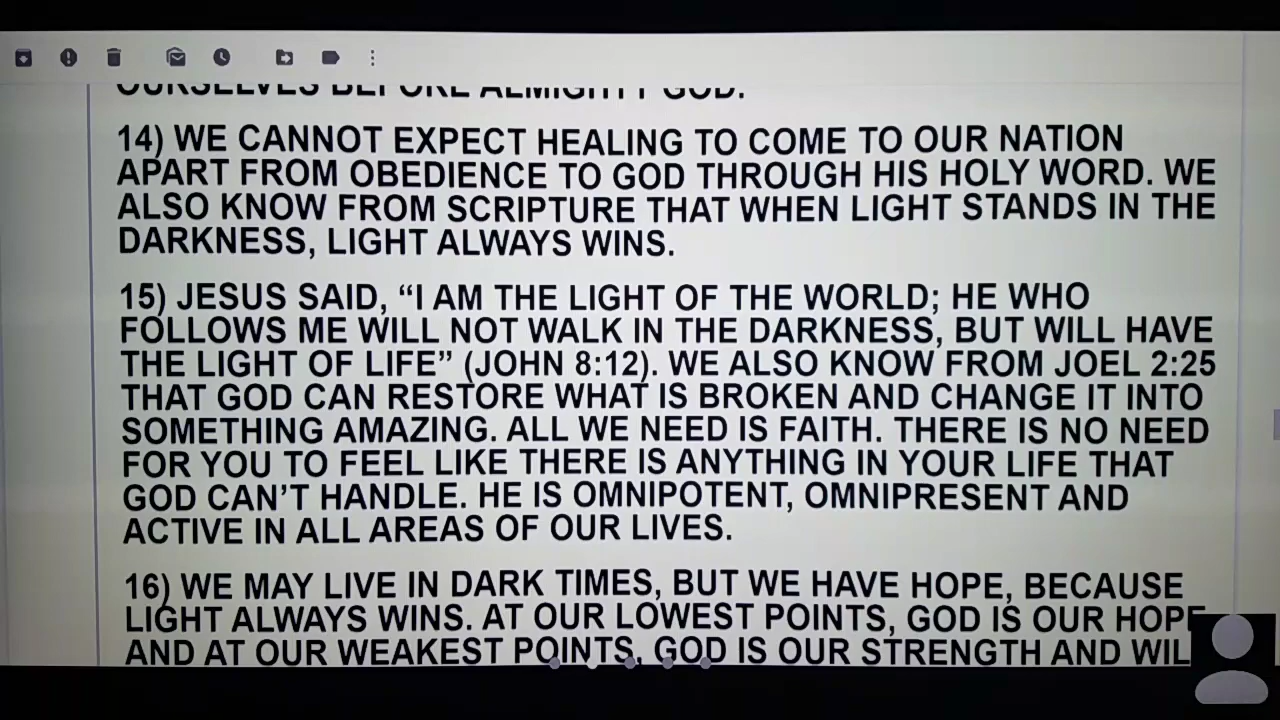 OURSELVES BEFORE ALMIGHTY GOD.
14) WE CANNOT EXPECT HEALING TO COME TO OUR NATION
APART FROM OBEDIENCE TO GOD THROUGH HIS HOLY WORD. WE
ALSO KNOW FROM SCRIPTURE THAT WHEN LIGHT STANDS IN THE
DARKNESS, LIGHT ALWAYS WINS.
15) JESUS SAID, “I AM THE LIGHT OF THE WORLD; HE WHO
FOLLOWS ME WILL NOT WALK IN THE DARKNESS, BUT WILL HAVE
THE LIGHT OF LIFE” (JOHN 8:12). WE ALSO KNOW FROM JOEL 2:25
THAT GOD CAN RESTORE WHAT IS BROKEN AND CHANGE IT INTO
SOMETHING AMAZING. ALL WE NEED IS FAITH. THERE IS NO NEED
FOR YOU TO FEEL LIKE THERE IS ANYTHING IN YOUR LIFE THAT
GOD CAN’T HANDLE. HE IS OMNIPOTENT, OMNIPRESENT AND
ACTIVE IN ALL AREAS OF OUR LIVES.
16) WE MAY LIVE IN DARK TIMES, BUT WE HAVE HOPE, BECAUSE
LIGHT ALWAYS WINS. AT OUR LOWEST POINTS, GOD IS OUR HOPE
AND AT OUR WEAKEST POINTS, GOD IS OUR STRENGTH AND WIL